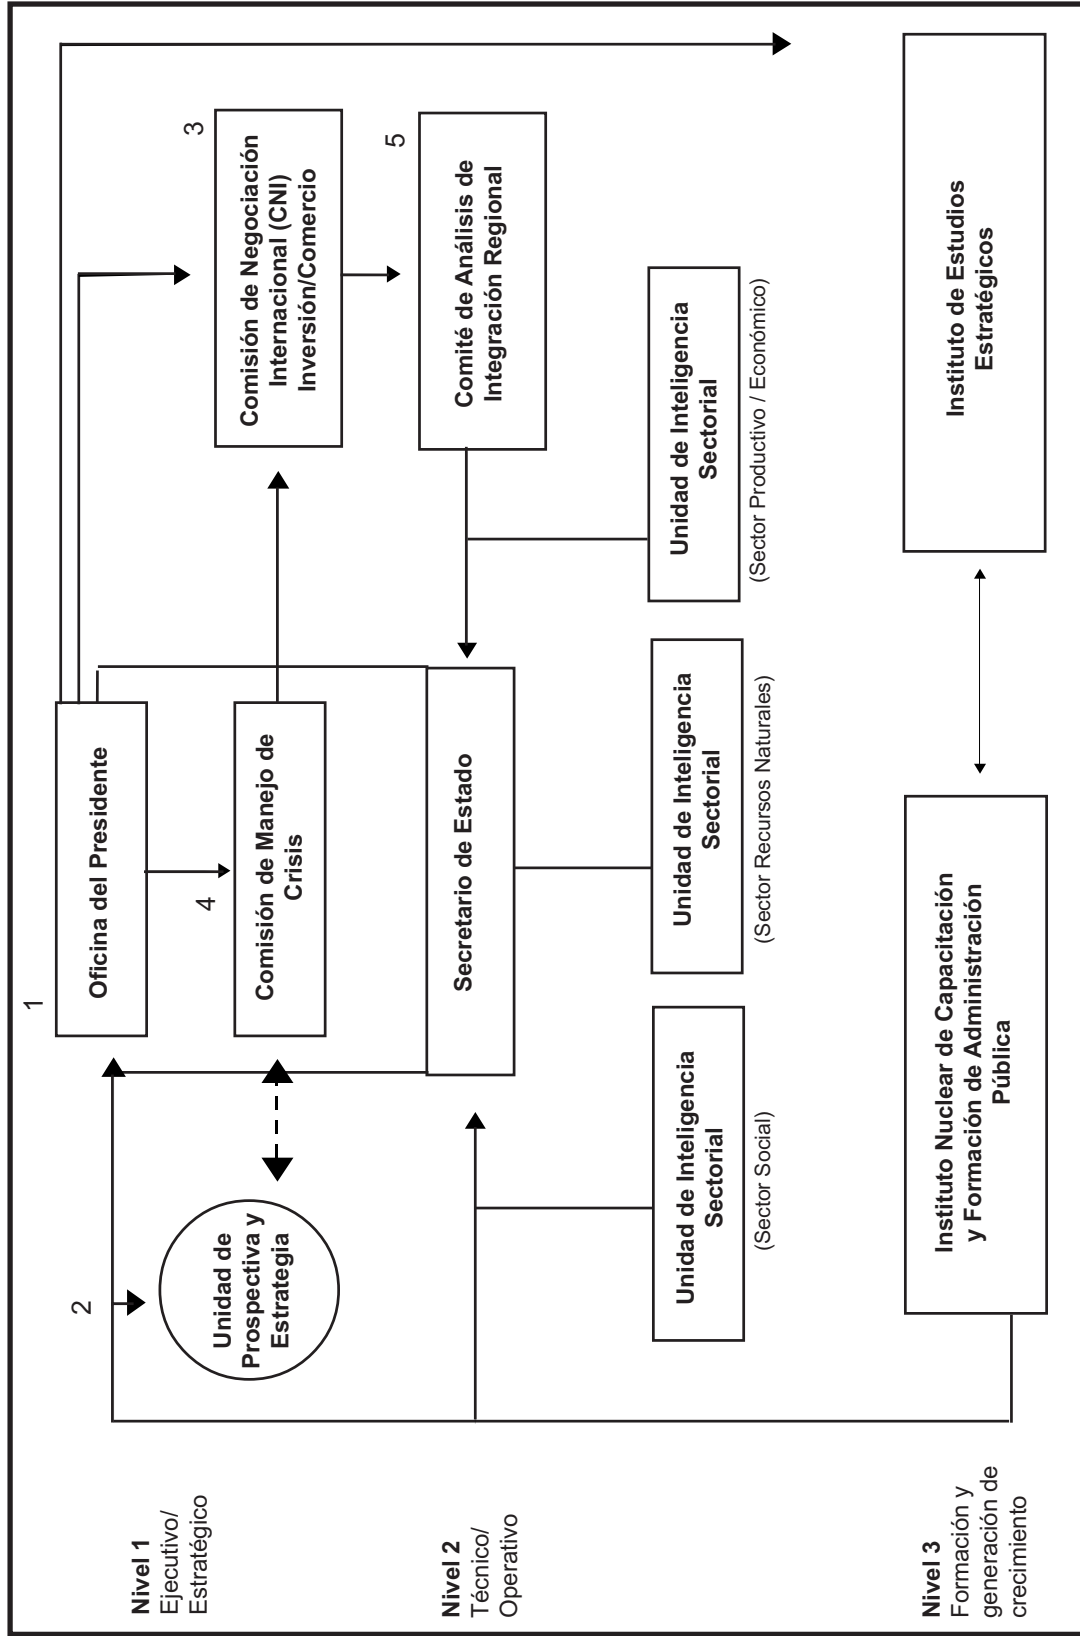 Nivel 1
Ejecutivo/
Estratégico
2
Unidad de
Prospectiva y
Estrategia
1
Oficina del Presidente
4
Comisión de Manejo de
Crisis
3
Comisión de Negociación
Internacional (CNI)
Inversión/Comercio
Nivel 2
Técnico/
Operativo
Secretario de Estado
5
Comité de Análisis de
Integración Regional
Unidad de Inteligencia
Sectorial
(Sector Social)
Unidad de Inteligencia
Sectorial
(Sector Recursos Naturales)
Unidad de Inteligencia
Sectorial
(Sector Productivo / Económico)
Nivel 3
Formación y
generación de
crecimiento
Instituto Nuclear de Capacitación
y Formación de Administración
Pública
Instituto de Estudios
Estratégicos